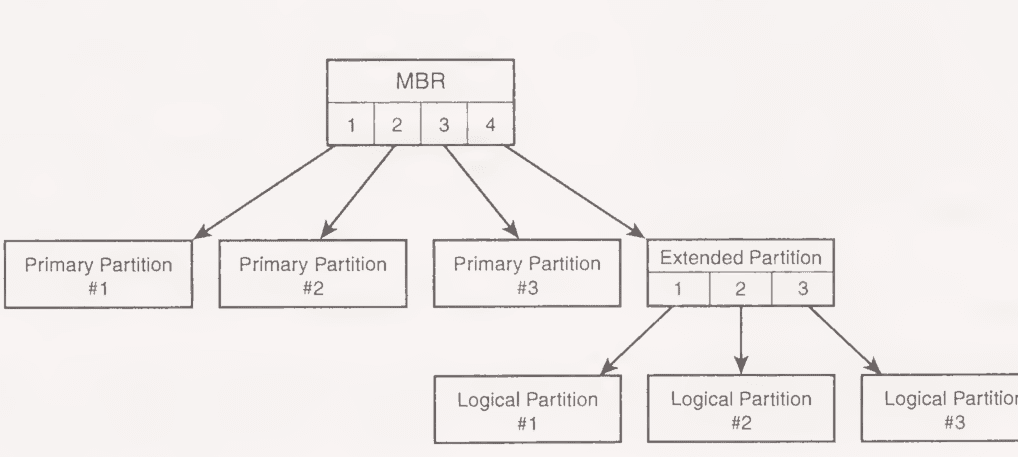 MBR
1 2 3 4
Primary Partition
#1
Primary Partition
#2
Primary Partition
#3
Extended Partition
1 2 3
Logical Partition
#1
Logical Partition
#2
Logical Partition
#3